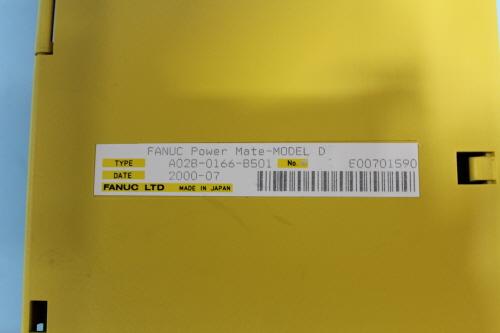 FANUC Power Mate-MODEL D
TYPE A02B-0166-B501 No. E00701590
DATE 2000-07
FANUC LTD MADE IN JAPAN